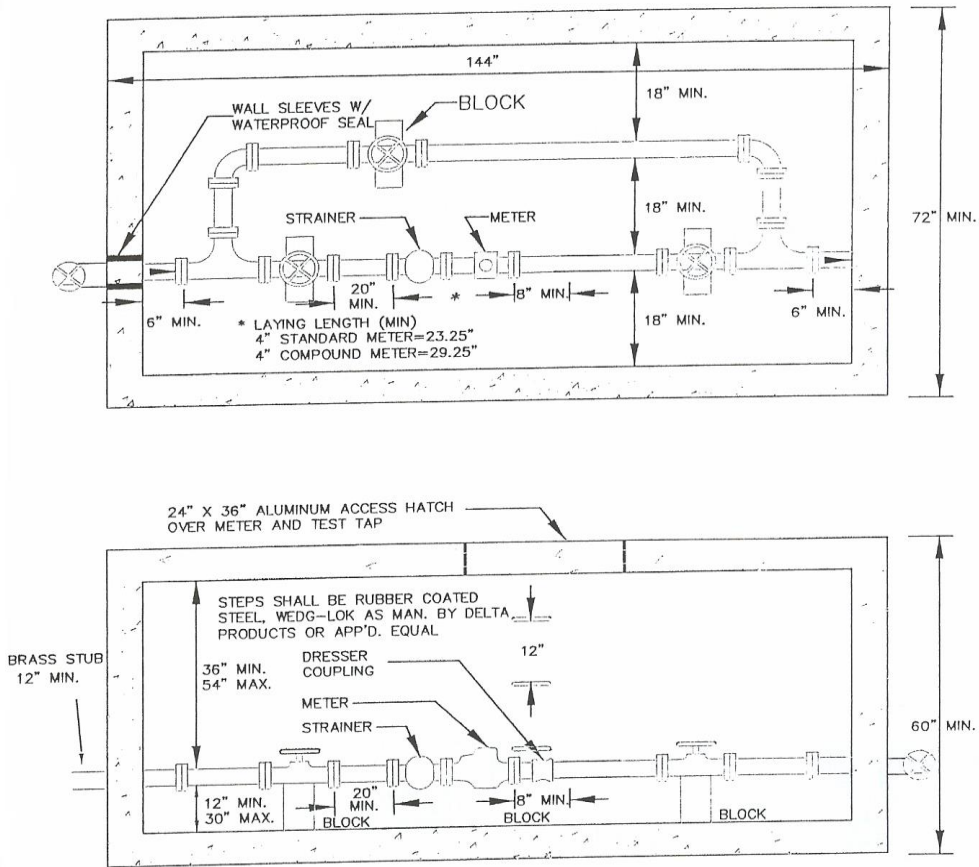 144"
18" MIN.
WALL SLEEVES W/
WATERPROOF SEAL
BLOCK
STRAINER
METER
18" MIN.
72" MIN.
20"
MIN.
*
8" MIN.
6" MIN.
6" MIN.
18" MIN.
* LAYING LENGTH (MIN)
4" STANDARD METER=23.25"
4" COMPOUND METER=29.25"
24" X 36" ALUMINUM ACCESS HATCH
OVER METER AND TEST TAP
STEPS SHALL BE RUBBER COATED
STEEL, WEDG-LOK AS MAN. BY DELTA
PRODUCTS OR APP'D. EQUAL
12"
BRASS STUB
12" MIN.
36" MIN.
54" MAX.
DRESSER
COUPLING
METER
STRAINER
60" MIN.
12" MIN.
30" MAX.
20"
MIN.
8" MIN.
BLOCK
BLOCK
BLOCK